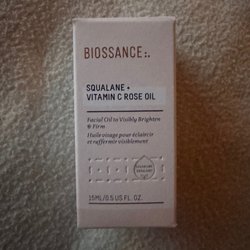 BIOSSANCE:.
SQUALANE +
VITAMIN C ROSE OIL
Facial Oil to Visibly Brighten
& Firm
Huile visage pour éclaircir
et raffermir visiblement
15ML/0.5 US FL. OZ.